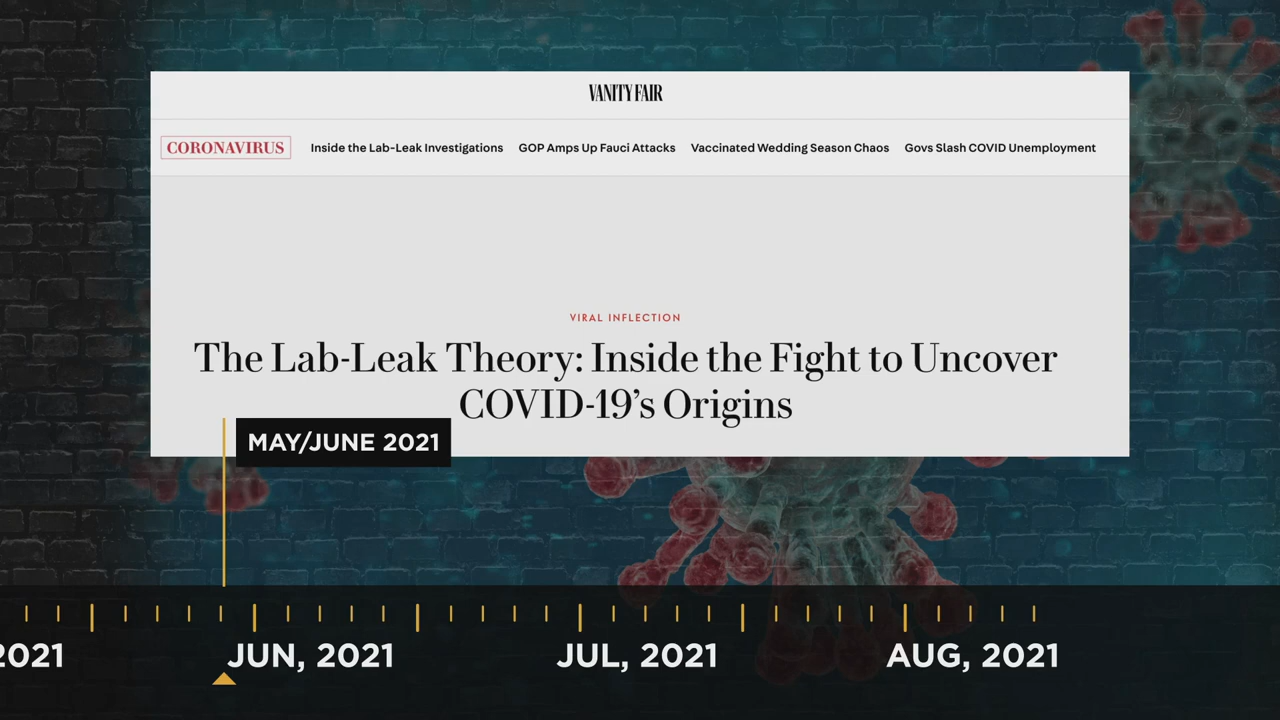 VANITY FAIR
CORONAVIRUS Inside the Lab-Leak Investigations GOP Amps Up Fauci Attacks Vaccinated Wedding Season Chaos Govs Slash COVID Unemployment
VIRAL INFLECTION
The Lab-Leak Theory: Inside the Fight to Uncover
COVID-19's Origins
MAY/JUNE 2021
2021 JUN, 2021 JUL, 2021 AUG, 2021